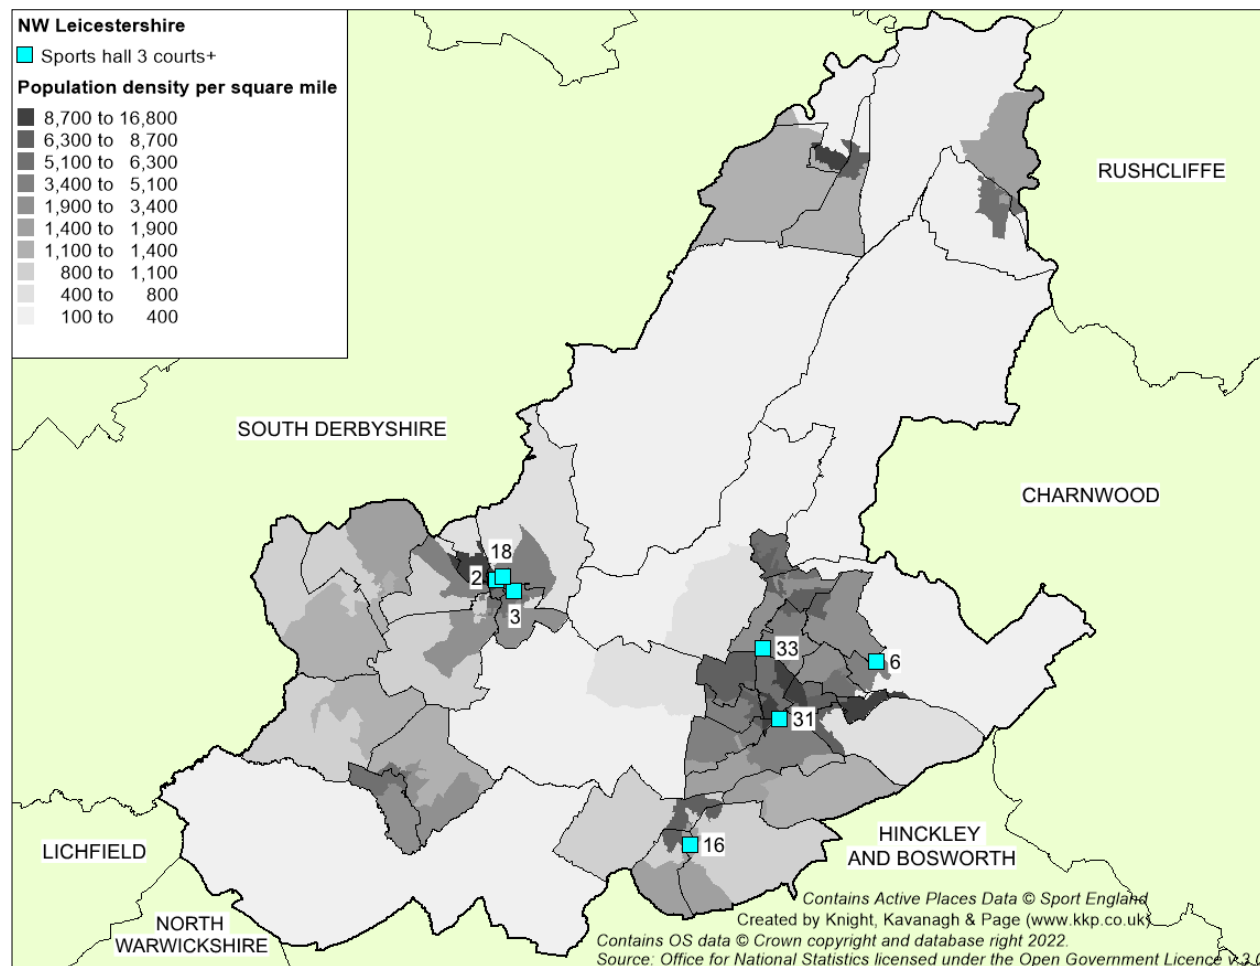 NW Leicestershire
Sports hall 3 courts+
Population density per square mile
8,700 to 16,800
6,300 to 8,700
5,100 to 6,300
3,400 to 5,100
1,900 to 3,400
1,400 to 1,900
1,100 to 1,400
800 to 1,100
400 to 800
100 to 400
RUSHCLIFFE
SOUTH DERBYSHIRE
CHARNWOOD
18
2
3
33
6
31
16
LICHFIELD
HINCKLEY
AND BOSWORTH
NORTH
WARWICKSHIRE
Contains Active Places Data © Sport England
Created by Knight, Kavanagh & Page (www.kkp.co.uk)
Contains OS data © Crown copyright and database right 2022.
Source: Office for National Statistics licensed under the Open Government Licence v.3.0